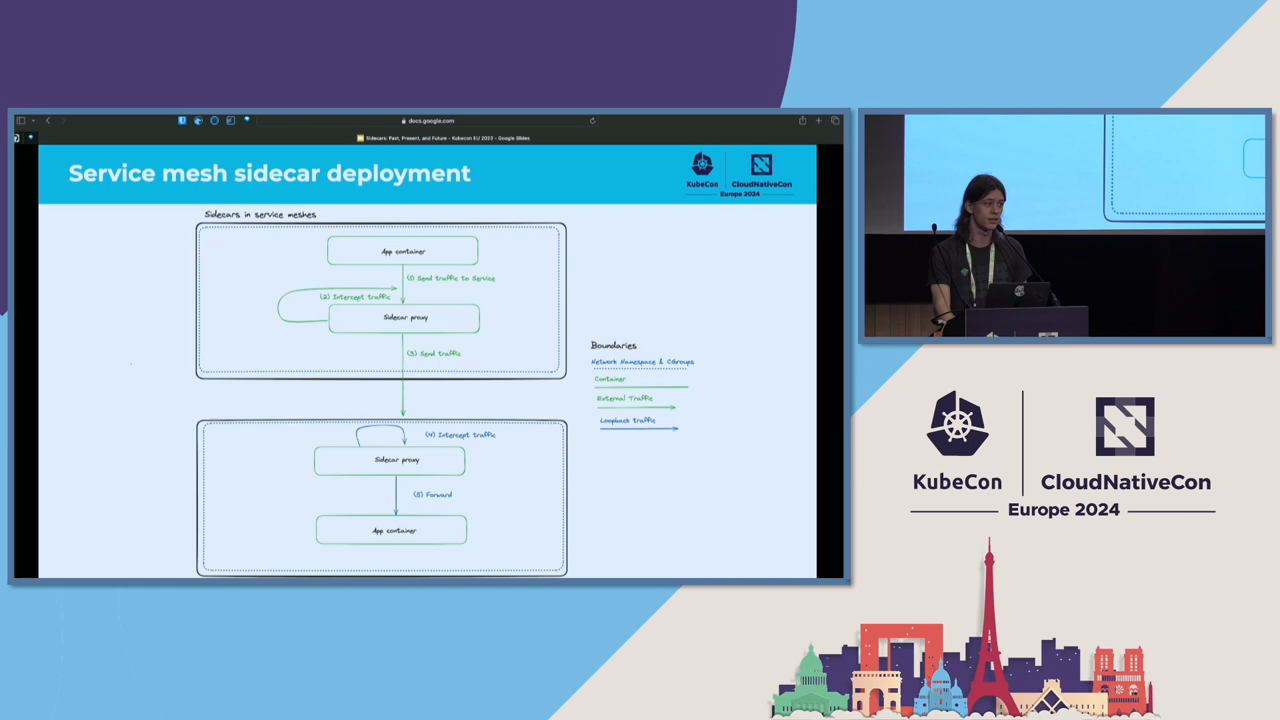 docs.google.com
Sidecars: Past, Present, and Future - Kubecon EU 2023 - Google Slides
Service mesh sidecar deployment
KubeCon
CloudNativeCon
Europe 2024
Sidecars in service meshes
App container
(1) Send traffic to Service
(2) Intercept traffic
Sidecar proxy
(3) Send traffic
Boundaries
Network Namespace & CGroups
Container
External Traffic
Loopback traffic
(4) Intercept traffic
Sidecar proxy
(5) Forward
App container
KubeCon
CloudNativeCon
Europe 2024